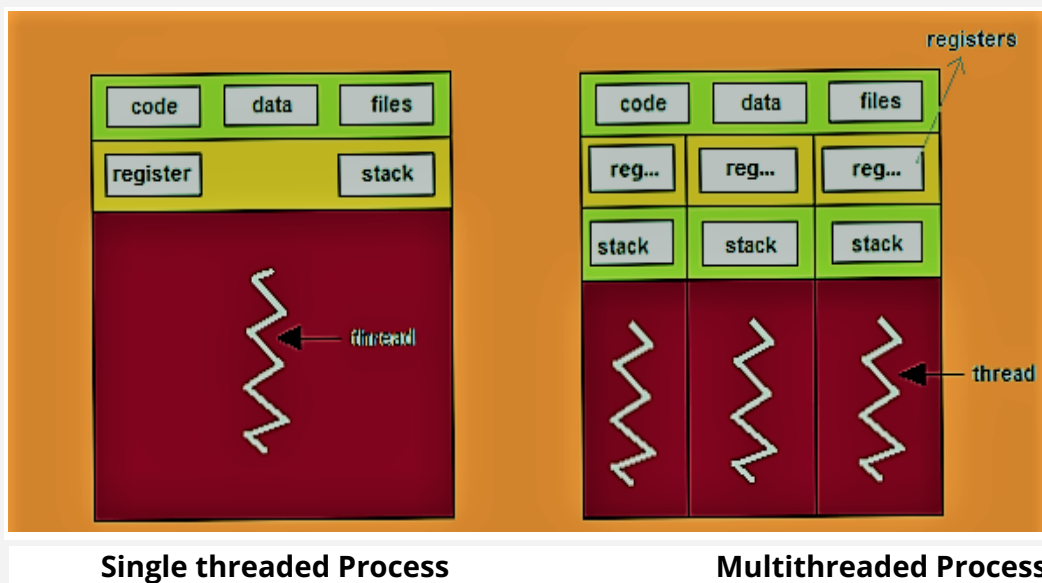 registers
code data files
register stack
thread
code data files
reg... reg... reg...
stack stack stack
thread
Single threaded Process
Multithreaded Process